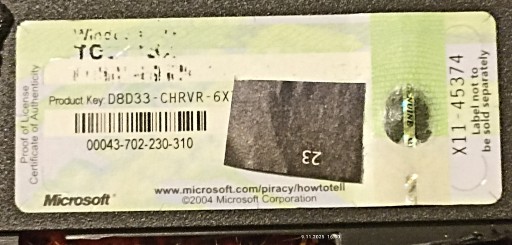 Proof of License
Certificate of Authenticity
Product Key: D8D33-CHRVR-6X
00043-702-230-310
23
www.microsoft.com/piracy/howtotell
©2004 Microsoft Corporation
Microsoft
X11-45374
Label not to
be sold separately